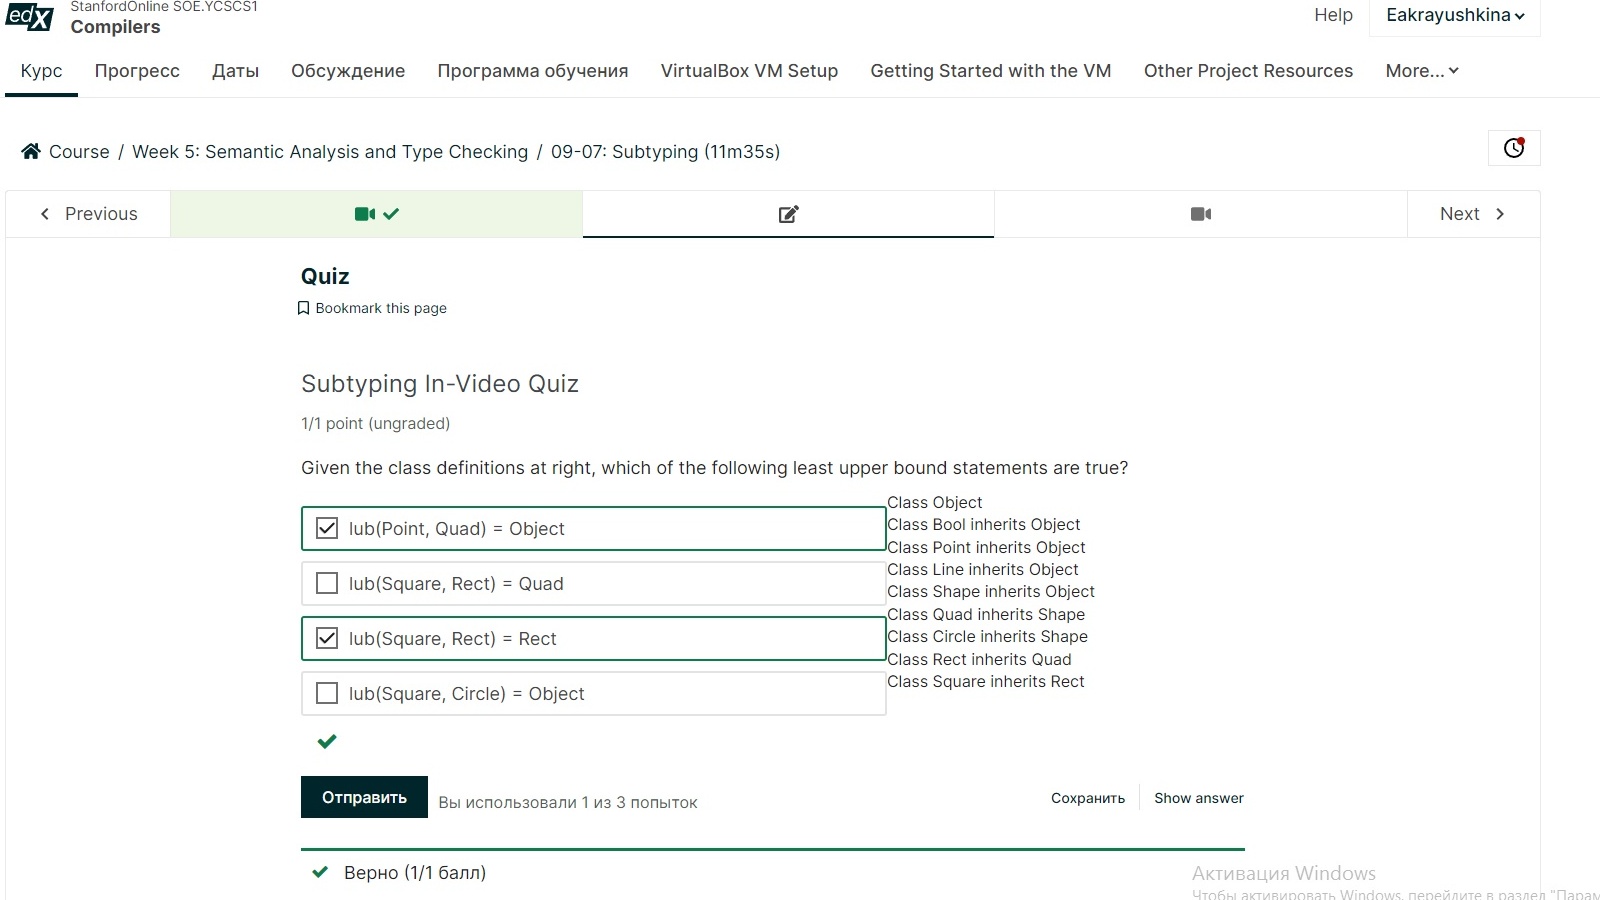 edX
StanfordOnline SOE.YCSCS1
Compilers
Help
Eakrayushkina
Курс
Прогресс
Даты
Обсуждение
Программа обучения
VirtualBox VM Setup
Getting Started with the VM
Other Project Resources
More...
Course / Week 5: Semantic Analysis and Type Checking / 09-07: Subtyping (11m35s)
Previous
Next
Quiz
Bookmark this page
Subtyping In-Video Quiz
1/1 point (ungraded)
Given the class definitions at right, which of the following least upper bound statements are true?
lub(Point, Quad) = Object
lub(Square, Rect) = Quad
lub(Square, Rect) = Rect
lub(Square, Circle) = Object
Class Object
Class Bool inherits Object
Class Point inherits Object
Class Line inherits Object
Class Shape inherits Object
Class Quad inherits Shape
Class Circle inherits Shape
Class Rect inherits Quad
Class Square inherits Rect
Отправить
Вы использовали 1 из 3 попыток
Сохранить
Show answer
Верно (1/1 балл)
Активация Windows
Чтобы активировать Windows, перейдите в раздел "Парам